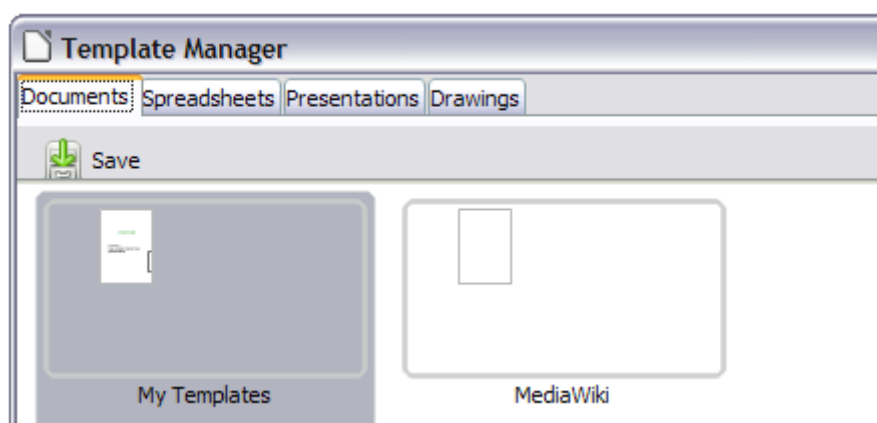 Template Manager
Documents Spreadsheets Presentations Drawings
Save
My Templates MediaWiki